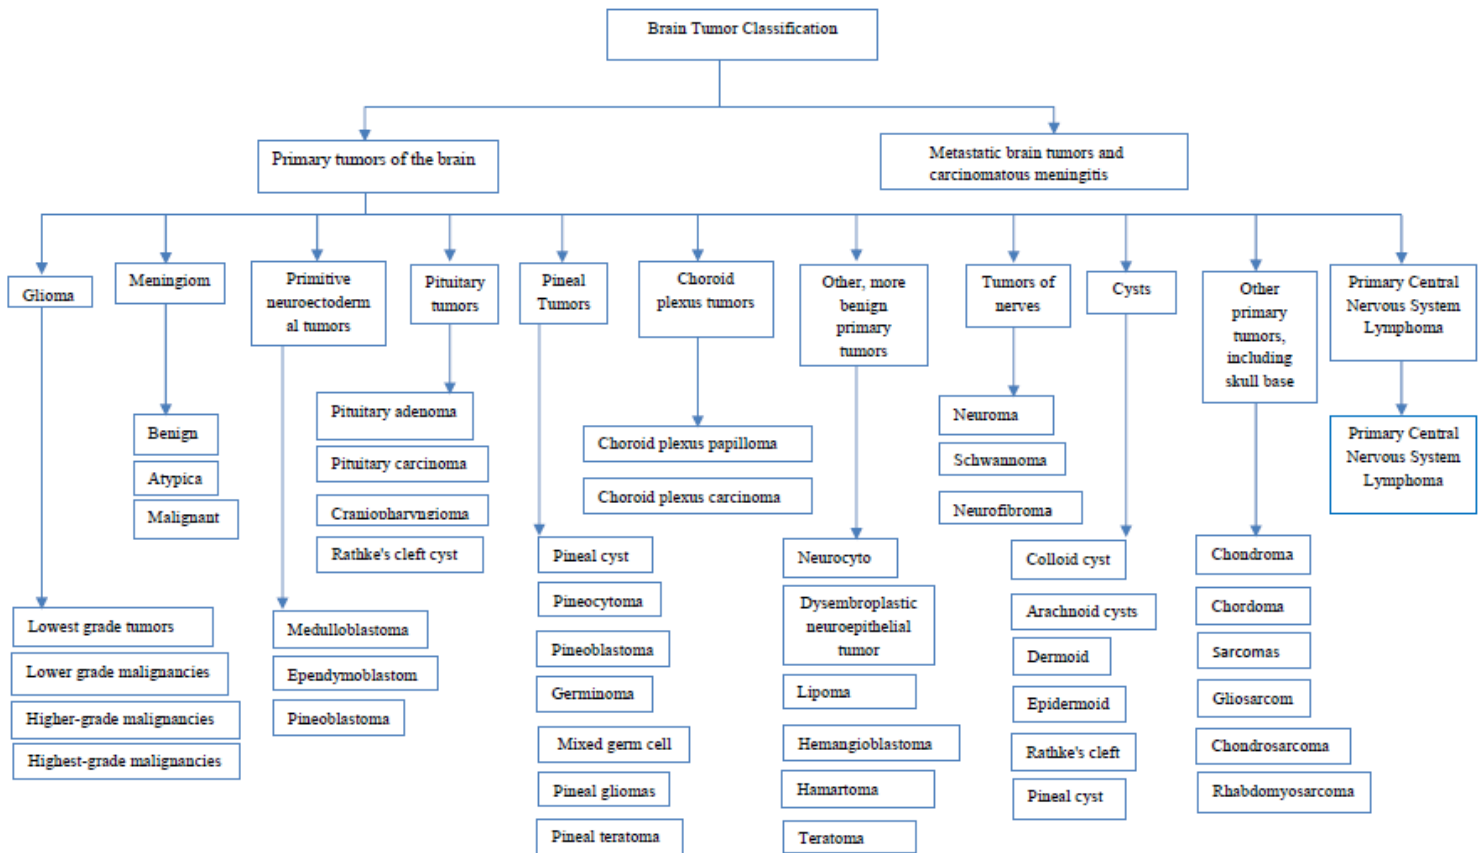 Brain Tumor Classification
Primary tumors of the brain
Metastatic brain tumors and
carcinomatous meningitis
Glioma
Meningiom
Primitive
neuroectoderm
al tumors
Pituitary
tumors
Pineal
Tumors
Choroid
plexus tumors
Other, more
benign
primary
tumors
Tumors of
nerves
Cysts
Other
primary
tumors,
including
skull base
Primary Central
Nervous System
Lymphoma
Lowest grade tumors
Lower grade malignancies
Higher-grade malignancies
Highest-grade malignancies
Benign
Atypica
Malignant
Medulloblastoma
Ependymoblastom
Pineoblastoma
Pituitary adenoma
Pituitary carcinoma
Craniopharyngioma
Rathke's cleft cyst
Pineal cyst
Pineocytoma
Pineoblastoma
Germinoma
Mixed germ cell
Pineal gliomas
Pineal teratoma
Choroid plexus papilloma
Choroid plexus carcinoma
Neurocyto
Dysembroplastic
neuroepithelial
tumor
Lipoma
Hemangioblastoma
Hamartoma
Teratoma
Neuroma
Schwannoma
Neurofibroma
Colloid cyst
Arachnoid cysts
Dermoid
Epidermoid
Rathke's cleft
Pineal cyst
Chondroma
Chordoma
Sarcomas
Gliosarcom
Chondrosarcoma
Rhabdomyosarcoma
Primary Central
Nervous System
Lymphoma